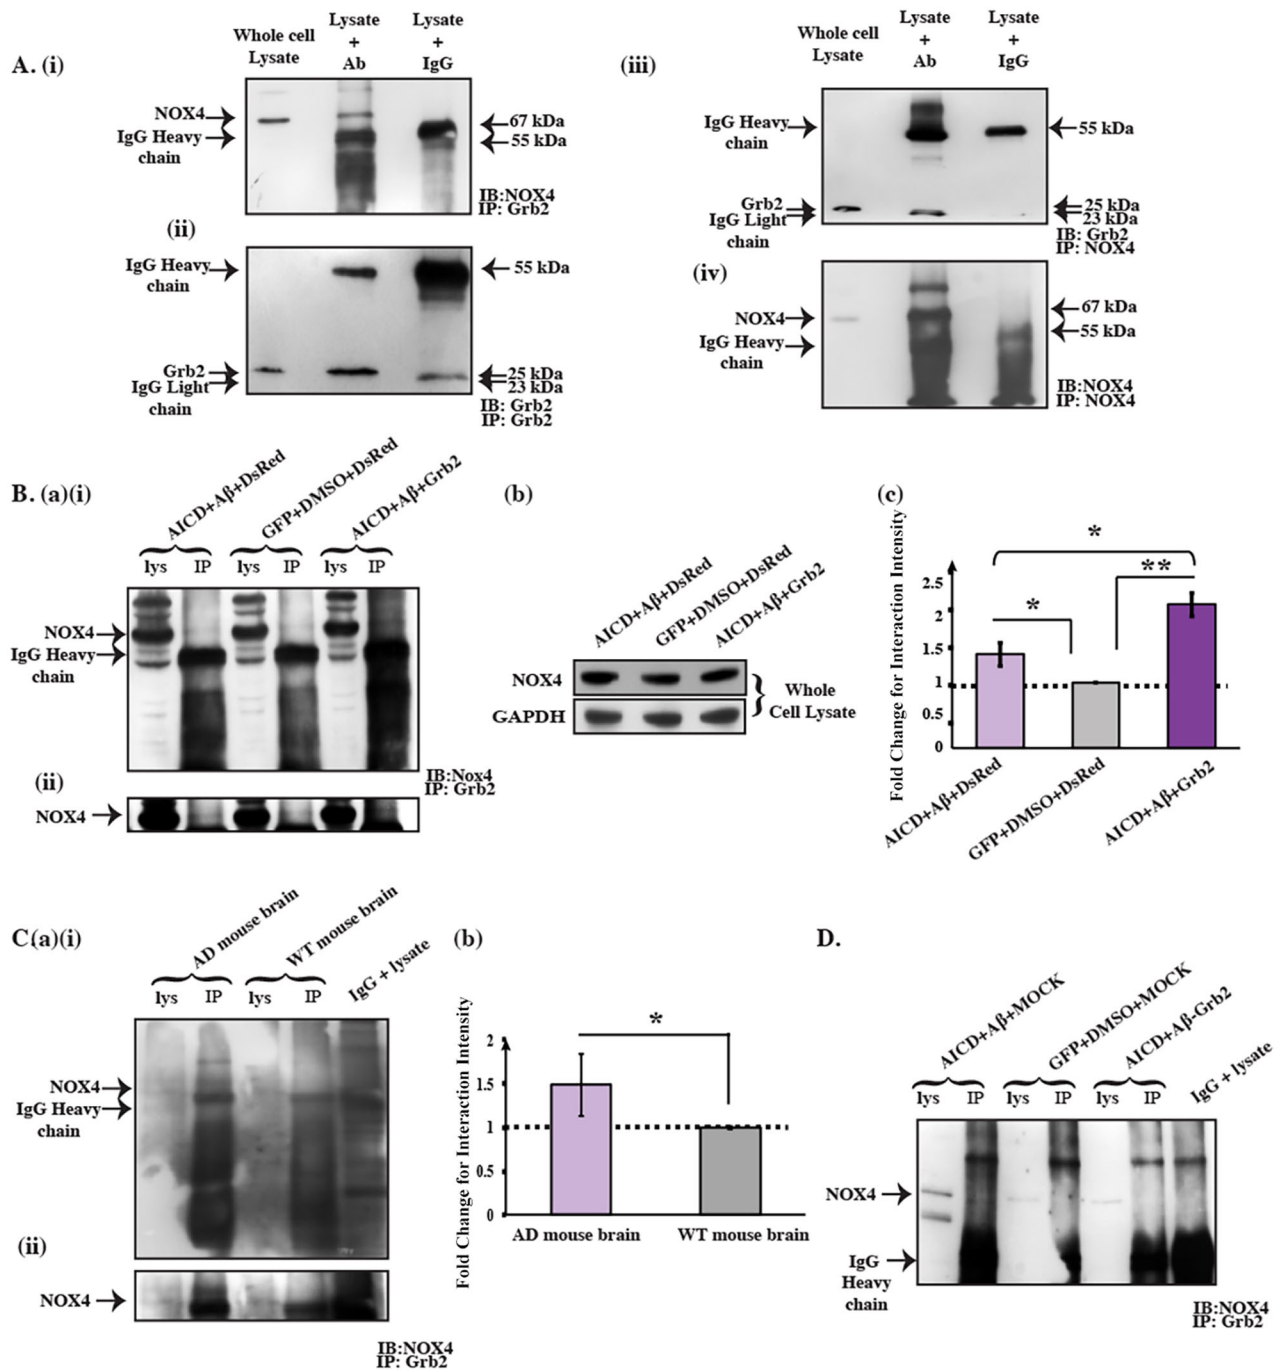 A. (i)
Whole cell
Lysate
Lysate
+
Ab
Lysate
+
IgG
NOX4
IgG Heavy
chain
67 kDa
55 kDa
IB:NOX4
IP: Grb2
(ii)
IgG Heavy
chain
55 kDa
Grb2
IgG Light
chain
25 kDa
23 kDa
IB: Grb2
IP: Grb2
(iii)
Whole cell
Lysate
Lysate
+
Ab
Lysate
+
IgG
IgG Heavy
chain
55 kDa
Grb2
IgG Light
chain
25 kDa
23 kDa
IB: Grb2
IP: NOX4
(iv)
NOX4
IgG Heavy
chain
67 kDa
55 kDa
IB:NOX4
IP: NOX4
B. (a)(i)
AICD+Aβ+DsRed
GFP+DMSO+DsRed
AICD+Aβ+Grb2
lys IP lys IP lys IP
NOX4
IgG Heavy
chain
IB:Nox4
IP: Grb2
(ii)
NOX4
(b)
AICD+Aβ+DsRed
GFP+DMSO+DsRed
AICD+Aβ+Grb2
NOX4
GAPDH
Whole
Cell Lysate
(c)
Fold Change for Interaction Intensity
2.5
2
1.5
1
0.5
0
*
*
**
AICD+Aβ+DsRed
GFP+DMSO+DsRed
AICD+Aβ+Grb2
C.(a)(i)
AD mouse brain
WT mouse brain
IgG + lysate
lys IP lys IP
NOX4
IgG Heavy
chain
(ii)
NOX4
IB:NOX4
IP: Grb2
(b)
Fold Change for Interaction Intensity
2
1.5
1
0.5
0
*
AD mouse brain
WT mouse brain
D.
AICD+Aβ+MOCK
GFP+DMSO+MOCK
AICD+Aβ-Grb2
IgG + lysate
lys IP lys IP lys IP
NOX4
IgG
Heavy
chain
IB:NOX4
IP: Grb2